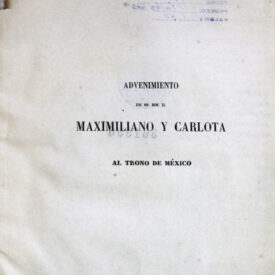 ADVENIMIENTO
DE SS. MM. II.
MAXIMILIANO Y CARLOTA
AL TRONO DE MÉXICO